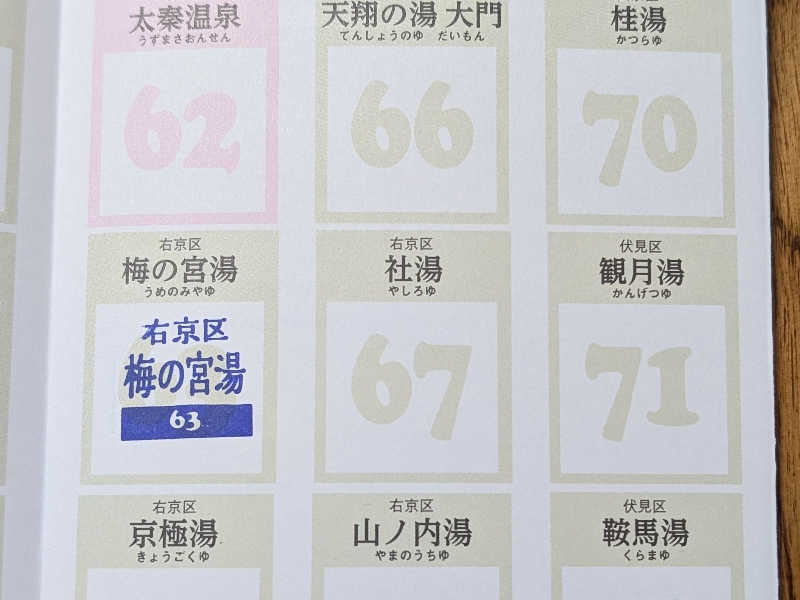 太秦温泉
うずまさおんせん
62
天翔の湯 大門
てんしょうのゆ だいもん
66
桂湯
かつらゆ
70
右京区
梅の宮湯
うめのみやゆ
右京区
梅の宮湯
63
右京区
社湯
やしろゆ
67
伏見区
観月湯
かんげつゆ
71
右京区
京極湯
きょうごくゆ
右京区
山ノ内湯
やまのうちゆ
伏見区
鞍馬湯
くらまゆ